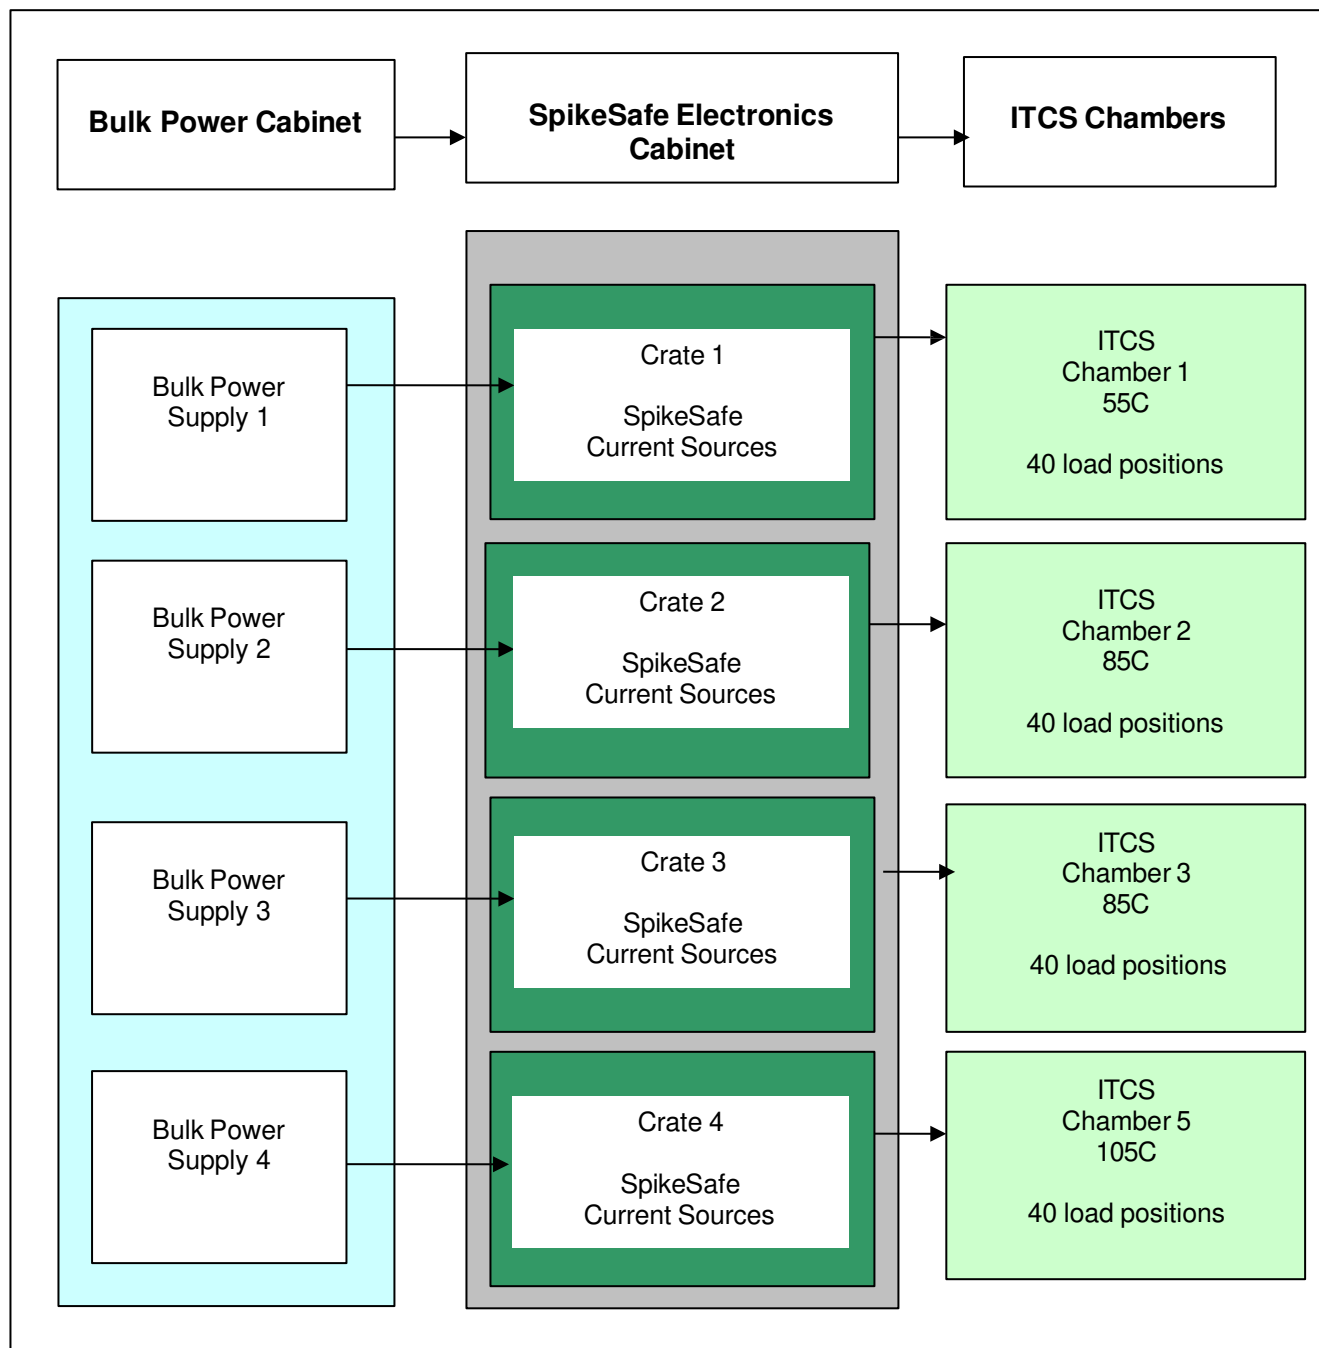 Bulk Power Cabinet
SpikeSafe Electronics
Cabinet
ITCS Chambers
Bulk Power
Supply 1
Crate 1
SpikeSafe
Current Sources
ITCS
Chamber 1
55C
40 load positions
Bulk Power
Supply 2
Crate 2
SpikeSafe
Current Sources
ITCS
Chamber 2
85C
40 load positions
Bulk Power
Supply 3
Crate 3
SpikeSafe
Current Sources
ITCS
Chamber 3
85C
40 load positions
Bulk Power
Supply 4
Crate 4
SpikeSafe
Current Sources
ITCS
Chamber 5
105C
40 load positions